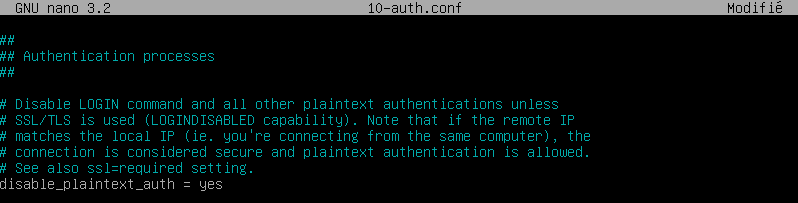 GNU nano 3.2 10-auth.conf Modifié
##
## Authentication processes
##
# Disable LOGIN command and all other plaintext authentications unless
# SSL/TLS is used (LOGINDISABLED capability). Note that if the remote IP
# matches the local IP (ie. you're connecting from the same computer), the
# connection is considered secure and plaintext authentication is allowed.
# See also ssl=required setting.
disable_plaintext_auth = yes